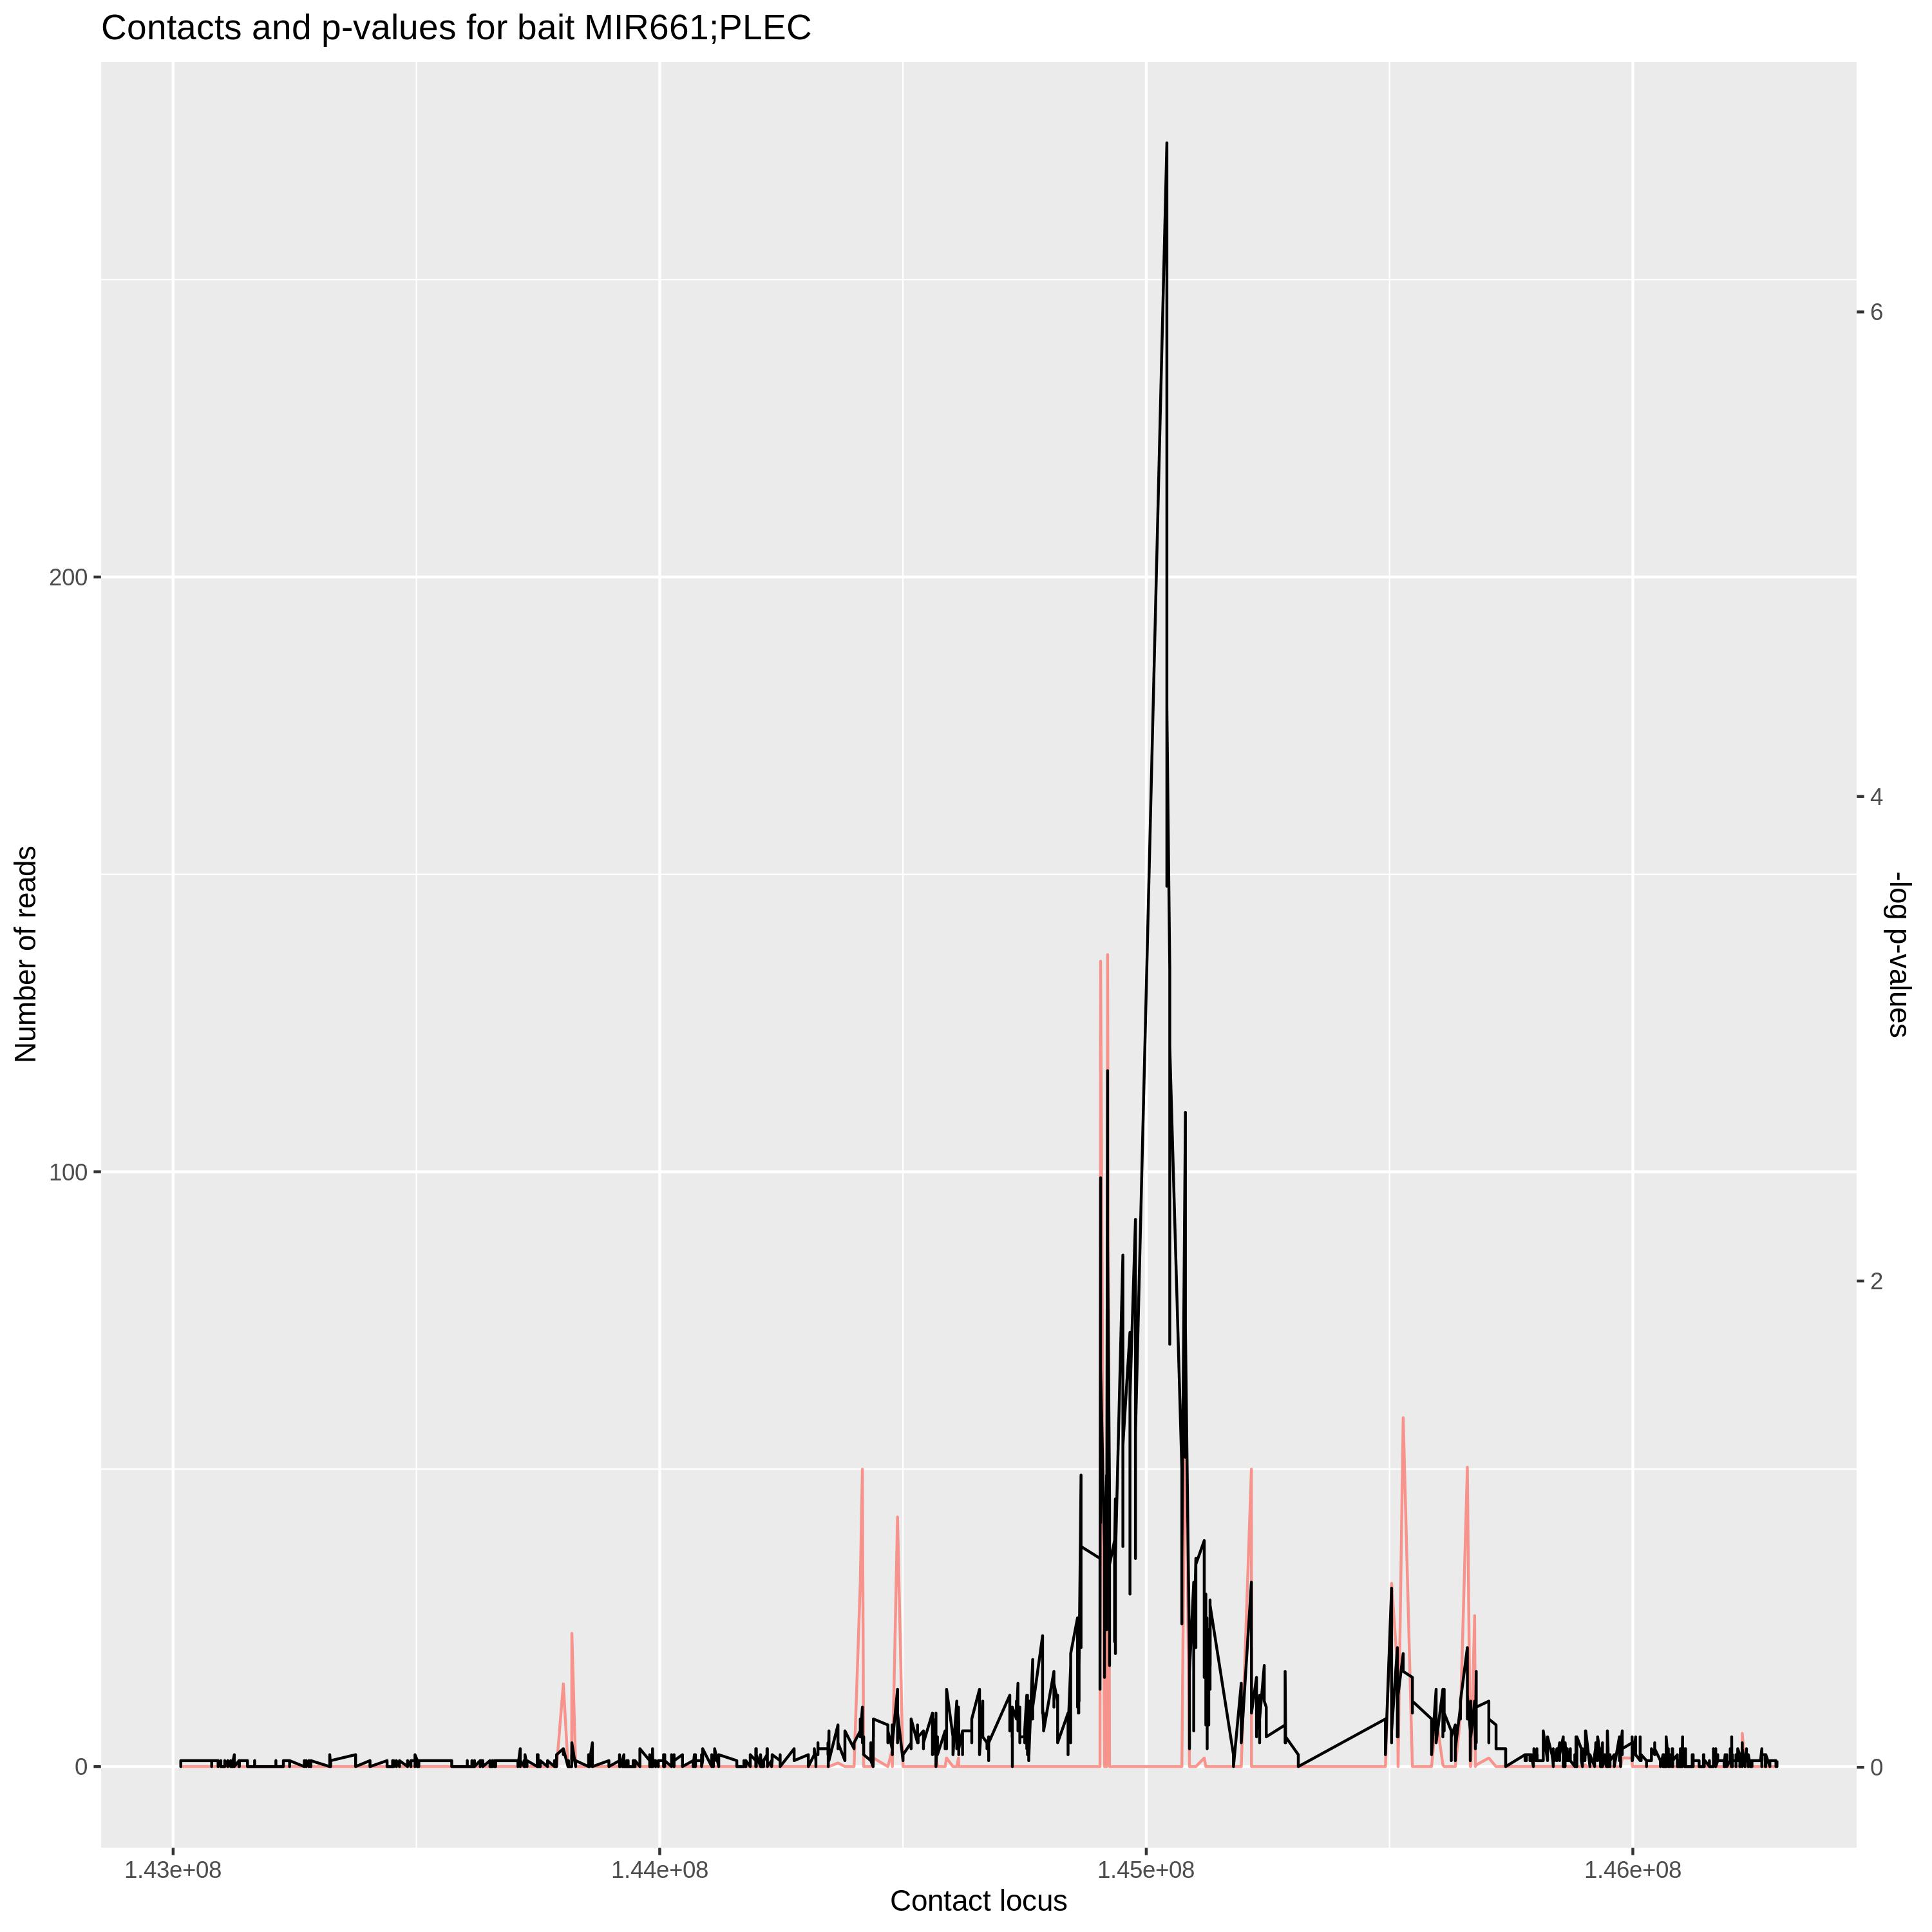 Contacts and p-values for bait MIR661;PLEC
Number of reads
200
100
0
6
4
2
0
-log p-values
1.43e+08
1.44e+08
1.45e+08
1.46e+08
Contact locus